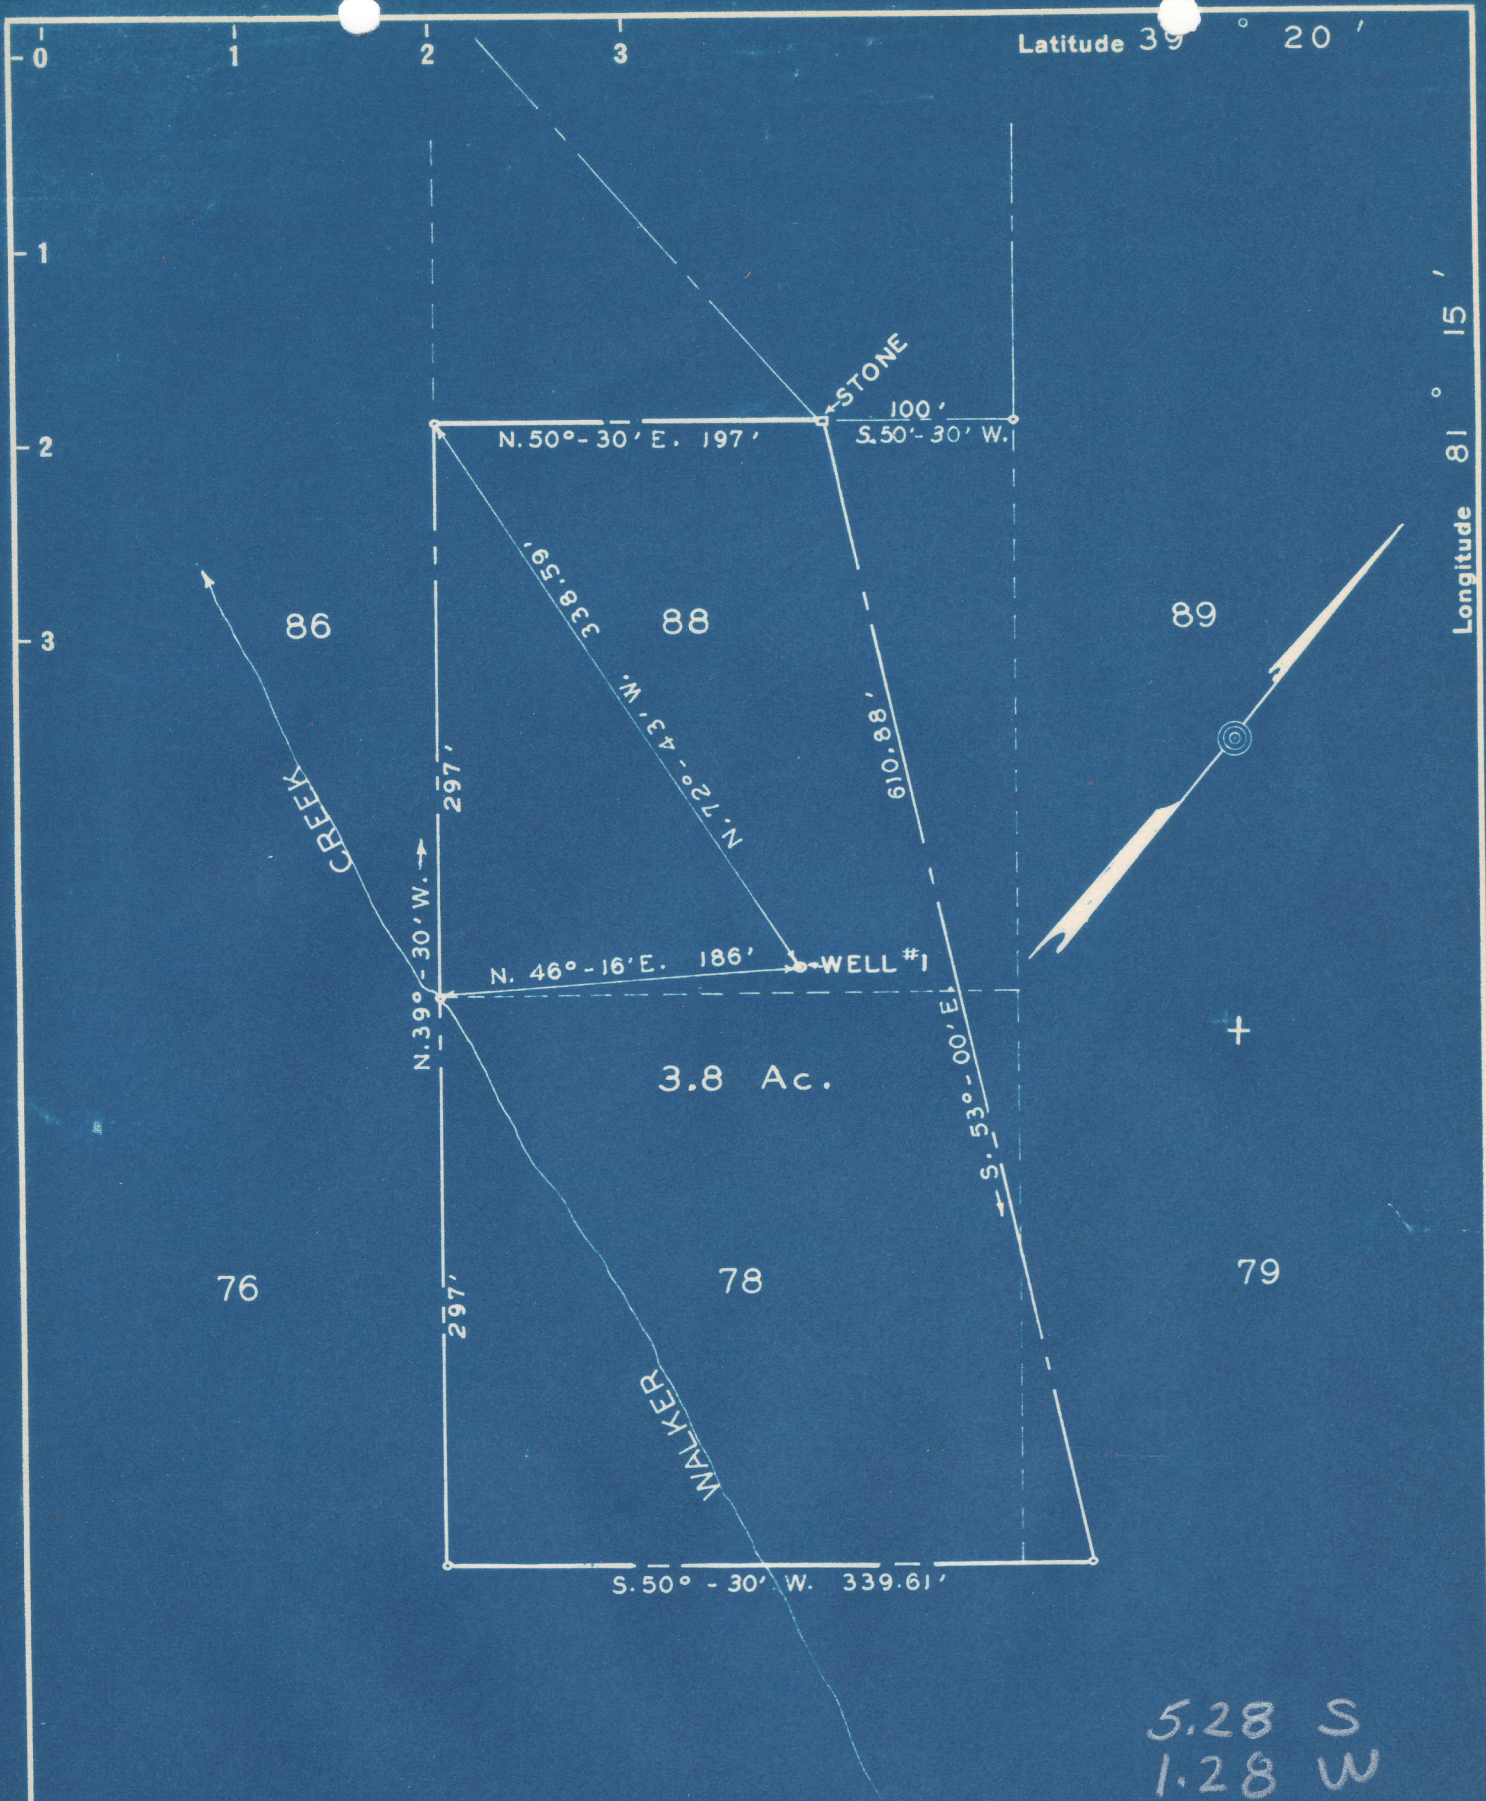 0 1 2 3
Latitude 39° 20'
1
2
3
Longitude 81° 15'
STONE
100'
S.50'-30' W.
N.50°-30' E. 197'
338.59'
N.72°-43' W.
86
88
89
610.88'
S. 53°-00' E.
297'
N.39°-30' W.
CREEK
N. 46°-16' E. 186'
WELL #1
3.8 Ac.
76
78
79
297'
WALKER
S.50°-30' W. 339.61'
5.28 S
1.28 W